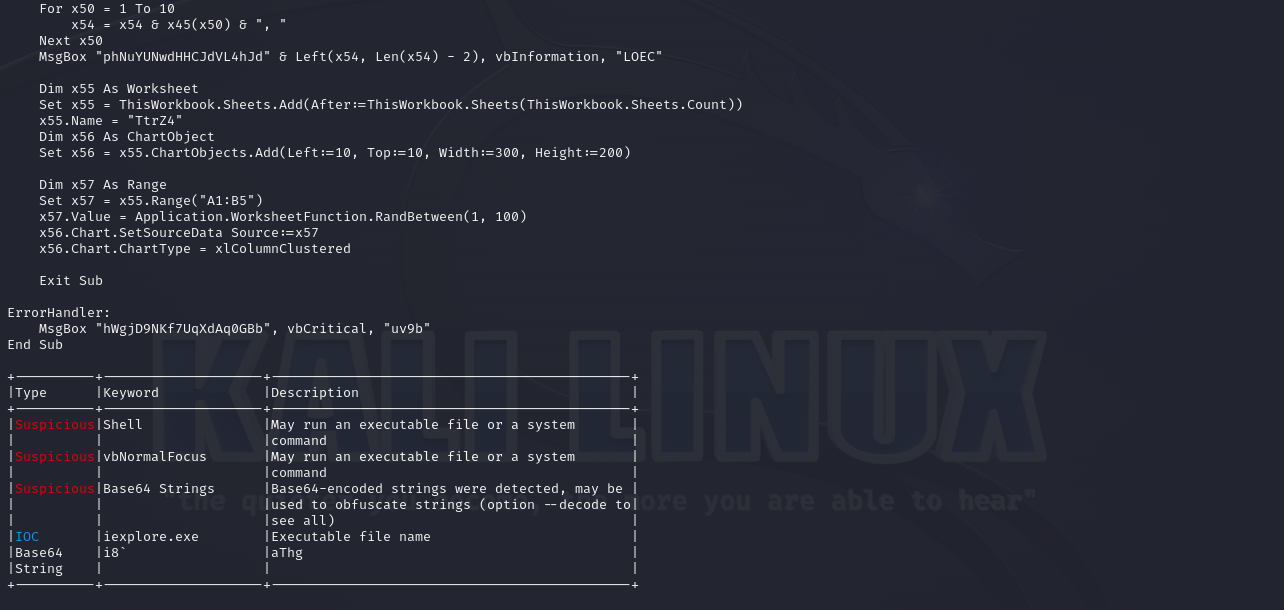 For x50 = 1 To 10
        x54 = x54 & x45(x50) & ", "
    Next x50
    MsgBox "phNuYUNwdHHCJdVL4hJd" & Left(x54, Len(x54) - 2), vbInformation, "LOEC"

    Dim x55 As Worksheet
    Set x55 = ThisWorkbook.Sheets.Add(After:=ThisWorkbook.Sheets(ThisWorkbook.Sheets.Count))
    x55.Name = "TtrZ4"
    Dim x56 As ChartObject
    Set x56 = x55.ChartObjects.Add(Left:=10, Top:=10, Width:=300, Height:=200)

    Dim x57 As Range
    Set x57 = x55.Range("A1:B5")
    x57.Value = Application.WorksheetFunction.RandBetween(1, 100)
    x56.Chart.SetSourceData Source:=x57
    x56.Chart.ChartType = xlColumnClustered

    Exit Sub

ErrorHandler:
    MsgBox "hWgjD9NKf7UqXdAq0GBb", vbCritical, "uv9b"
End Sub

+----------+--------------------+---------------------------------------------+
|Type      |Keyword             |Description                                  |
+----------+--------------------+---------------------------------------------+
|Suspicious|Shell               |May run an executable file or a system       |
|          |                    |command                                      |
|Suspicious|vbNormalFocus       |May run an executable file or a system       |
|          |                    |command                                      |
|Suspicious|Base64 Strings      |Base64-encoded strings were detected, may be |
|          |                    |used to obfuscate strings (option --decode to|
|          |                    |see all)                                     |
|IOC       |iexplore.exe        |Executable file name                         |
|Base64    |i8`                 |aThg                                         |
|String    |                    |                                             |
+----------+--------------------+---------------------------------------------+
KALI LINUX
"the qu more you are able to hear"